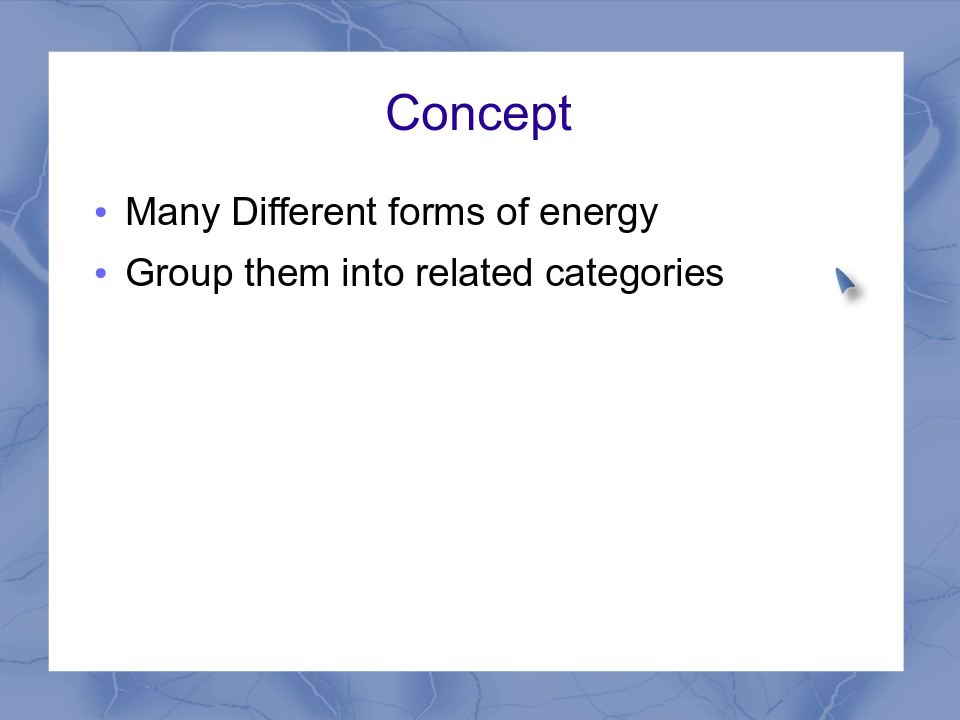 Concept
• Many Different forms of energy
• Group them into related categories